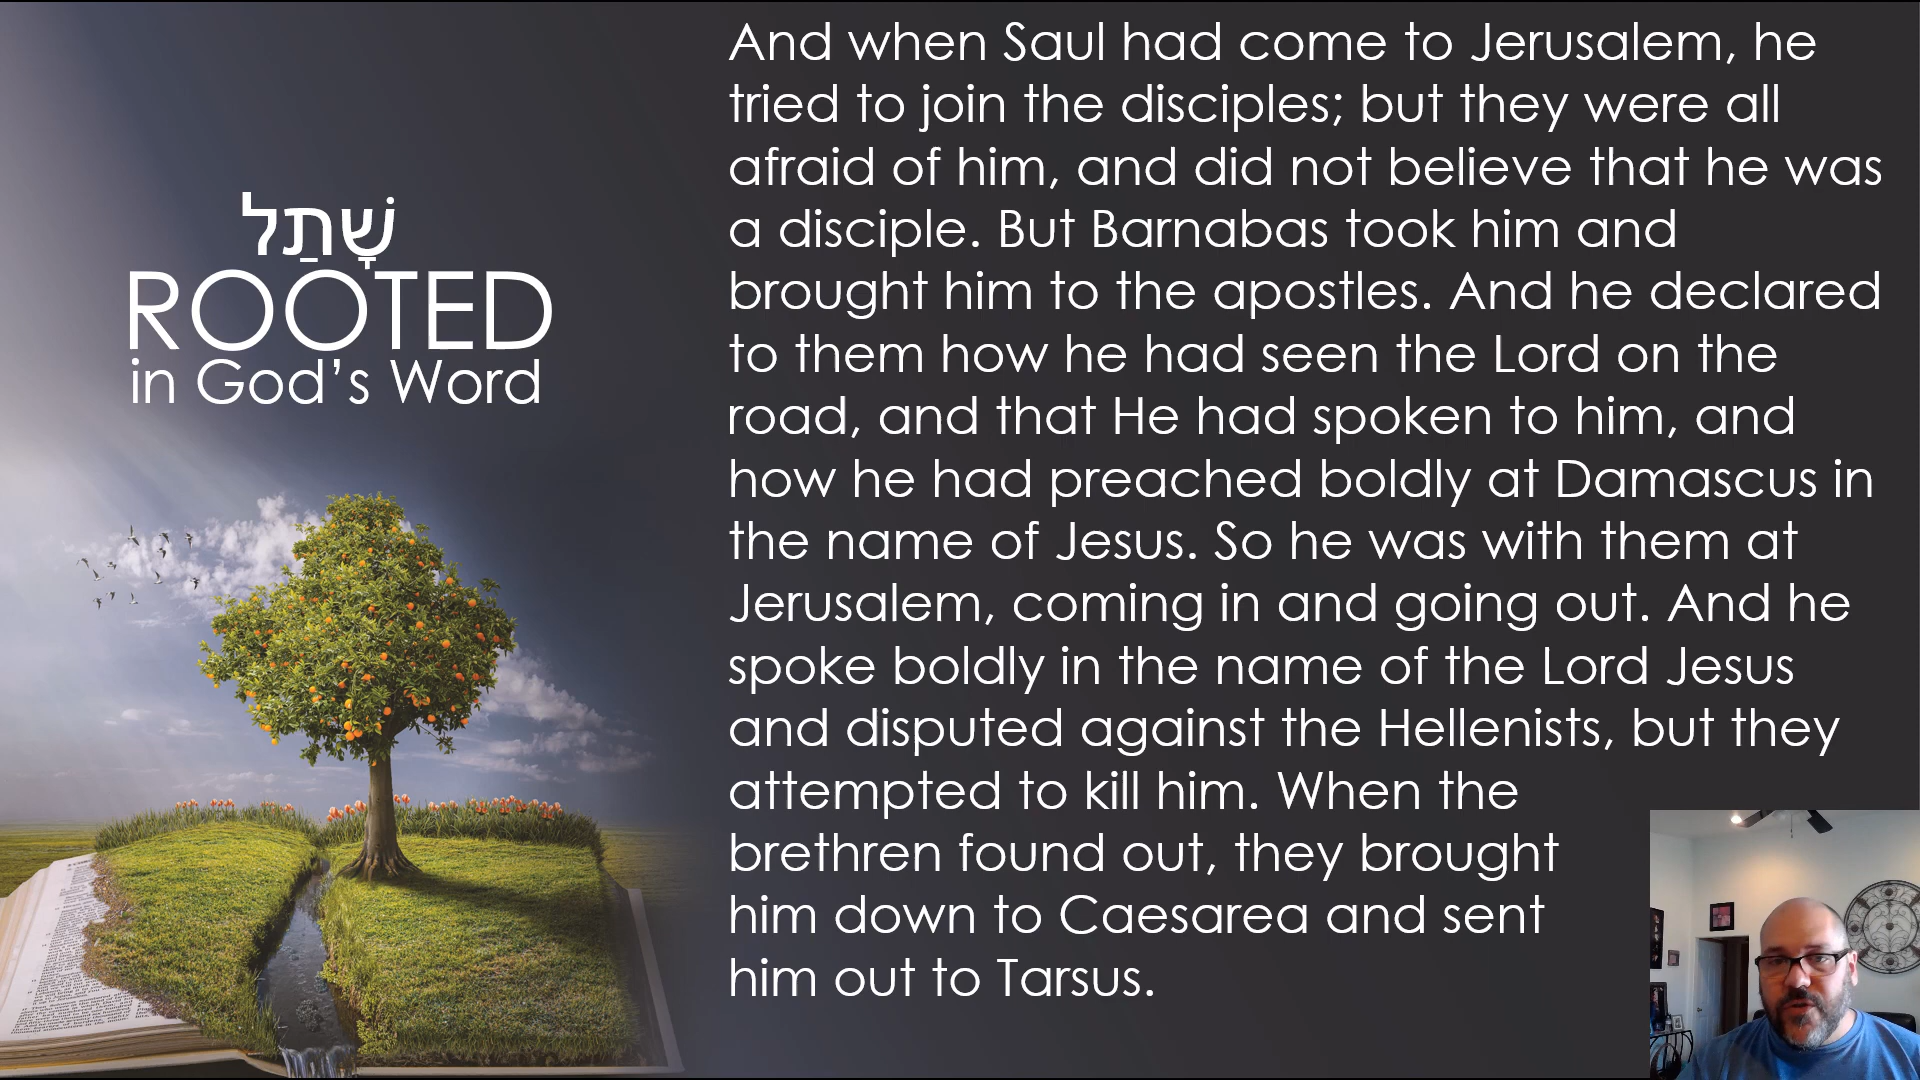 שָׁתַל
ROOTED
in God’s Word
And when Saul had come to Jerusalem, he
tried to join the disciples; but they were all
afraid of him, and did not believe that he was
a disciple. But Barnabas took him and
brought him to the apostles. And he declared
to them how he had seen the Lord on the
road, and that He had spoken to him, and
how he had preached boldly at Damascus in
the name of Jesus. So he was with them at
Jerusalem, coming in and going out. And he
spoke boldly in the name of the Lord Jesus
and disputed against the Hellenists, but they
attempted to kill him. When the
brethren found out, they brought
him down to Caesarea and sent
him out to Tarsus.